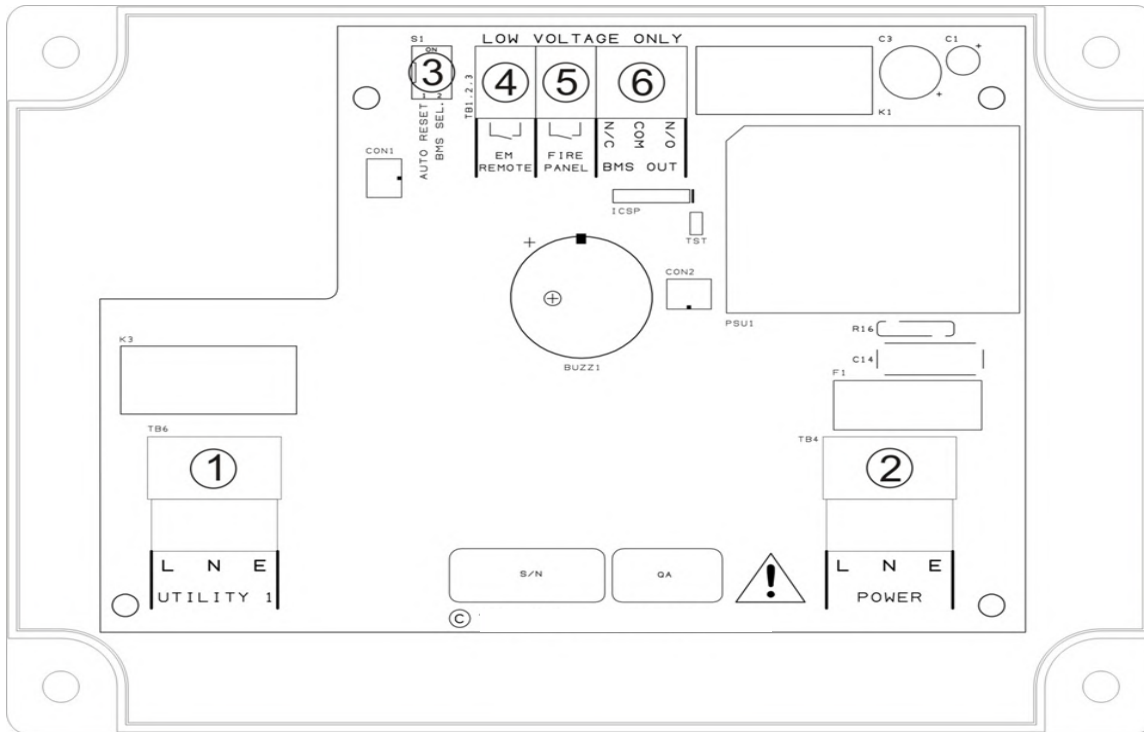 S1
LOW VOLTAGE ONLY
C3
C1
+
ON
3
4
5
6
1 2
TB1,2,3
+
K1
AUTO RESET
BMS SEL.
EM
REMOTE
FIRE
PANEL
N/C
COM
N/O
BMS OUT
CON1
ICSP
TST
+
CON2
PSU1
R16
K3
C14
BUZZ1
F1
TB6
TB4
1
2
L N E
UTILITY 1
S/N
QA
!
L N E
POWER
©